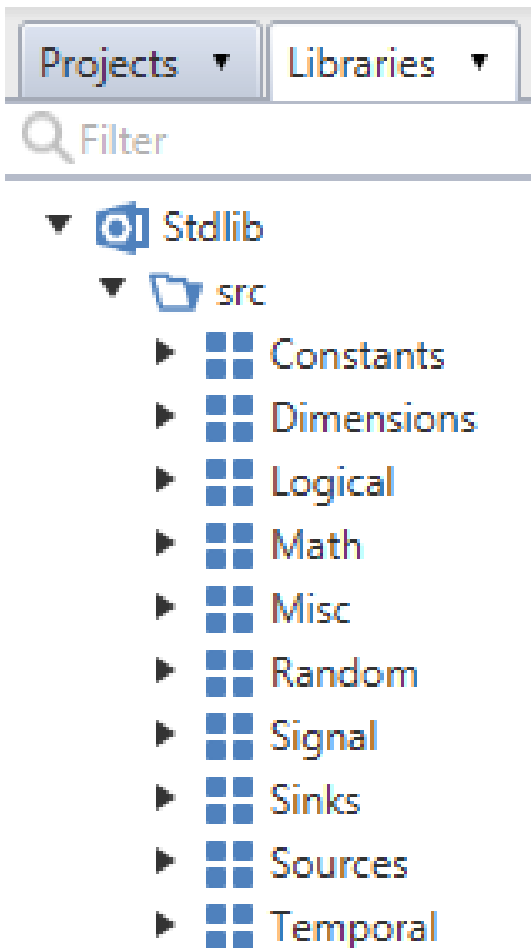 Projects Libraries
Filter
Stdlib
src
Constants
Dimensions
Logical
Math
Misc
Random
Signal
Sinks
Sources
Temporal